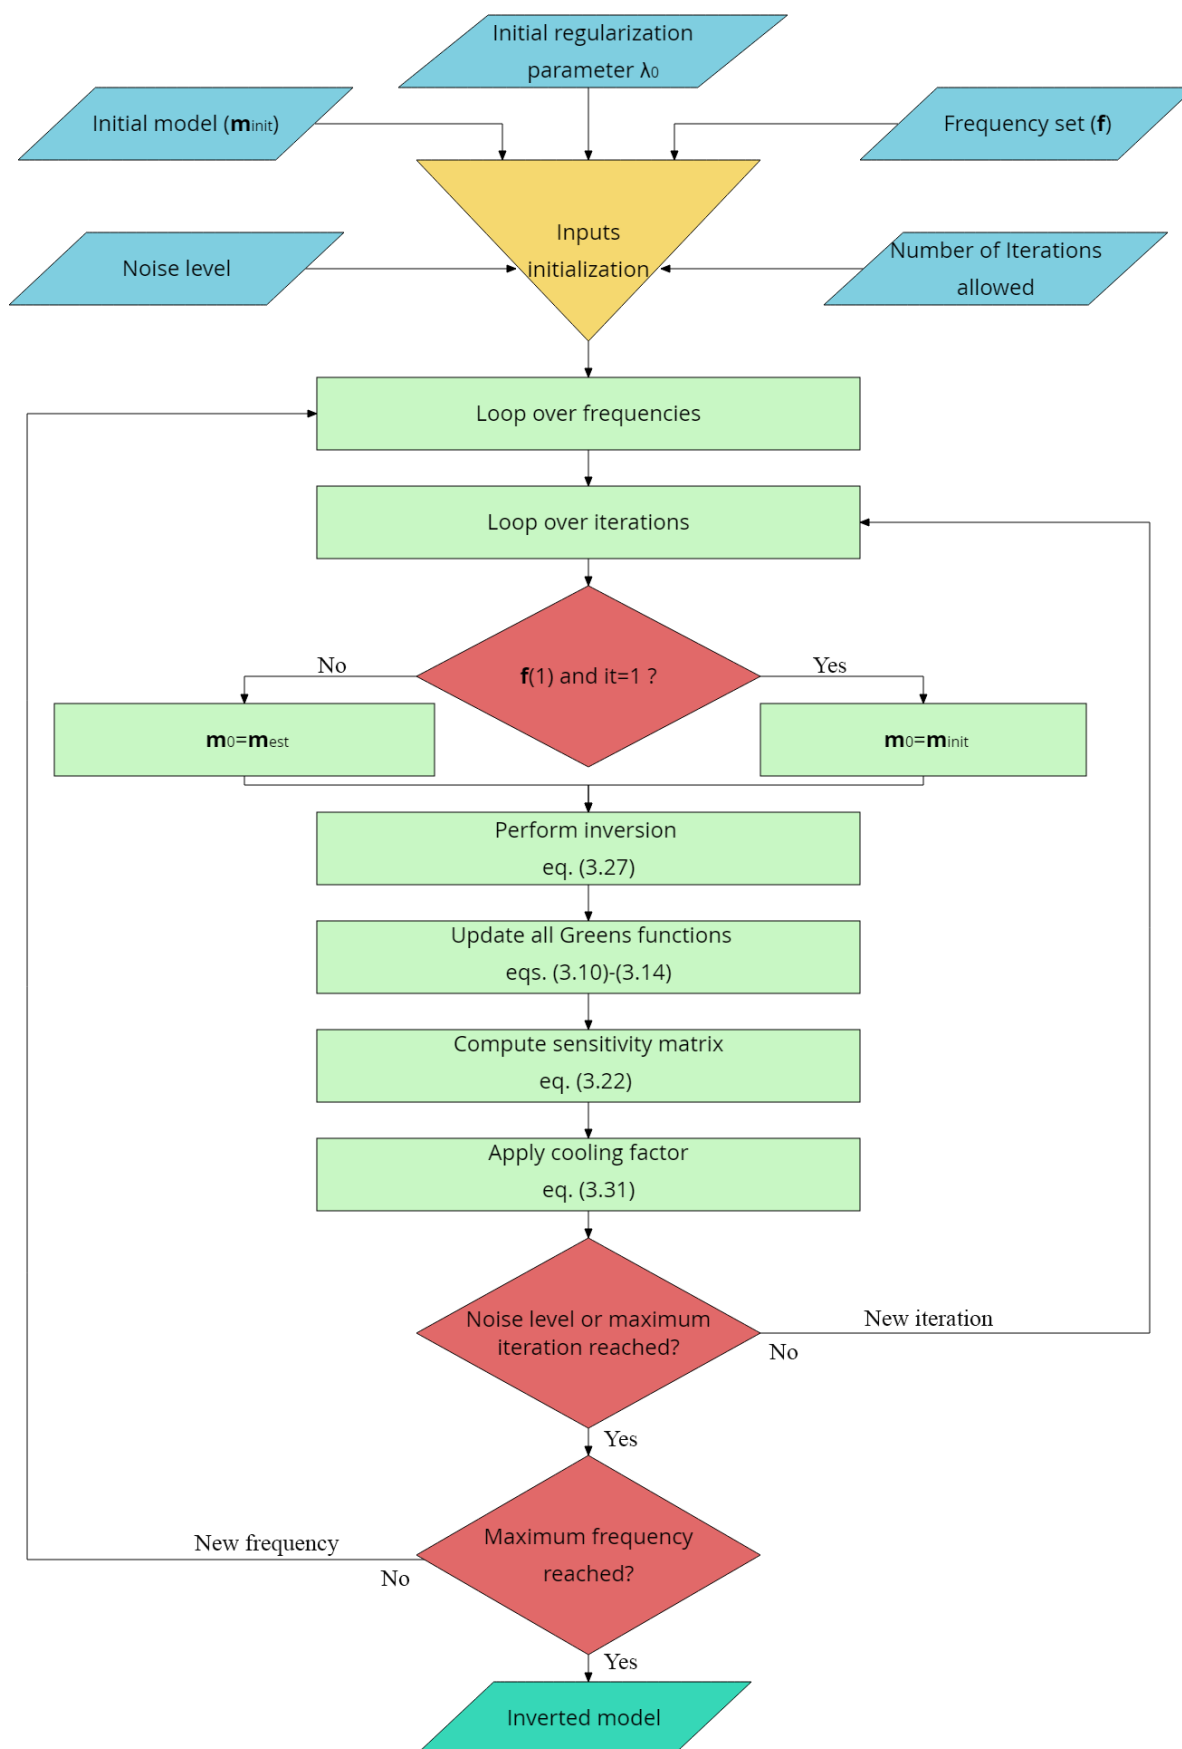 Initial regularization
parameter λ0
Initial model (minit)
Frequency set (f)
Inputs
initialization
Noise level
Number of Iterations
allowed
Loop over frequencies
Loop over iterations
f(1) and it=1 ?
No
Yes
m0=mest
m0=minit
Perform inversion
eq. (3.27)
Update all Greens functions
eqs. (3.10)-(3.14)
Compute sensitivity matrix
eq. (3.22)
Apply cooling factor
eq. (3.31)
Noise level or maximum
iteration reached?
New iteration
No
Yes
Maximum frequency
reached?
New frequency
No
Yes
Inverted model